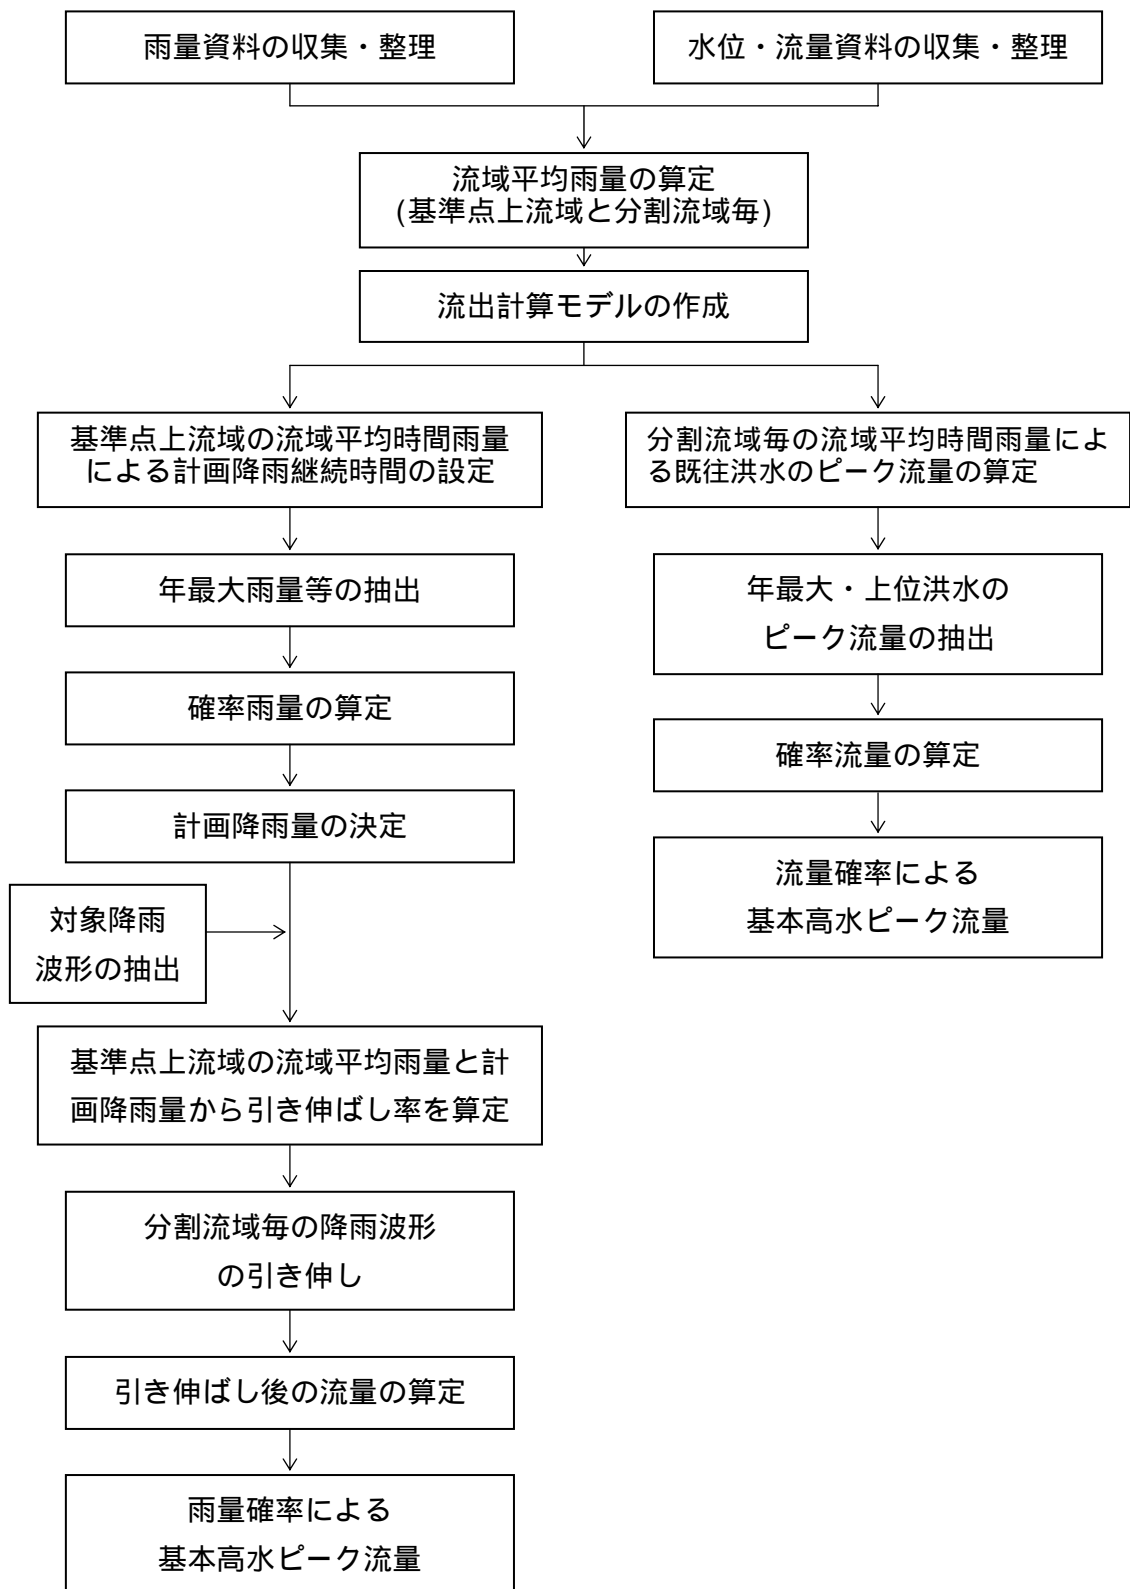 雨量資料の収集・整理
水位・流量資料の収集・整理
流域平均雨量の算定
(基準点上流域と分割流域毎)
流出計算モデルの作成
基準点上流域の流域平均時間雨量
による計画降雨継続時間の設定
年最大雨量等の抽出
確率雨量の算定
計画降雨量の決定
対象降雨
波形の抽出
基準点上流域の流域平均雨量と計
画降雨量から引き伸ばし率を算定
分割流域毎の降雨波形
の引き伸し
引き伸ばし後の流量の算定
雨量確率による
基本高水ピーク流量
分割流域毎の流域平均時間雨量によ
る既往洪水のピーク流量の算定
年最大・上位洪水の
ピーク流量の抽出
確率流量の算定
流量確率による
基本高水ピーク流量